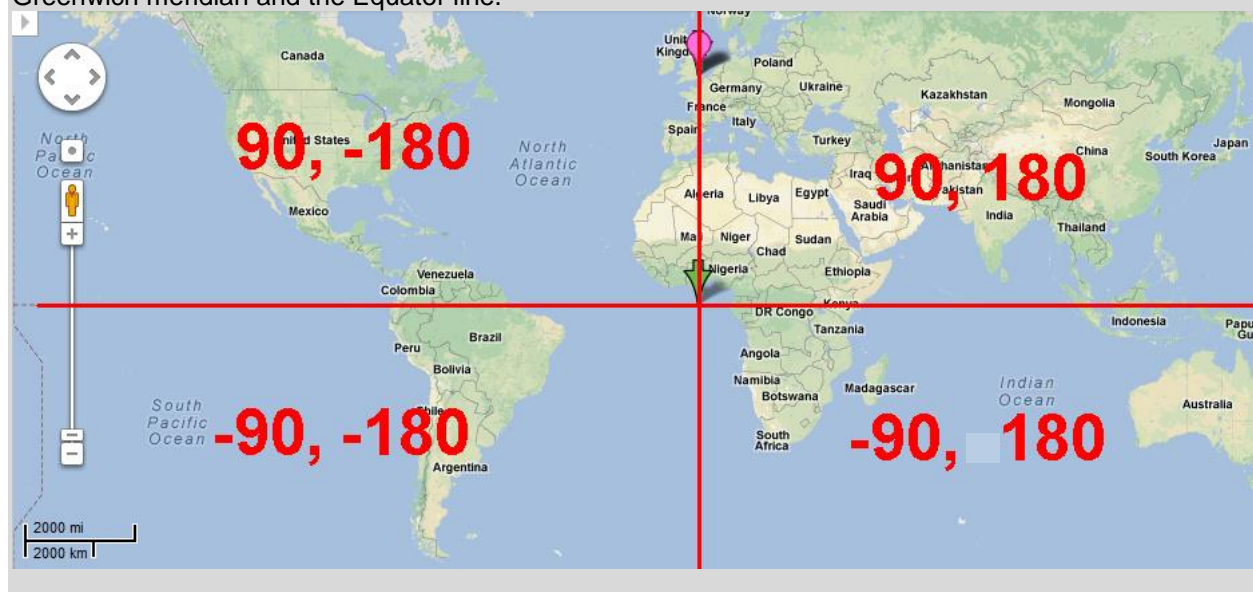 Greenwich meridian and the Equator line.
Norway
Canada
Poland
Germany
Ukraine
Kazakhstan
Mongolia
France
Italy
Spain
Turkey
North
Atlantic
Ocean
90, -180
90, 180
China
Japan
South Korea
Iraq
Algeria
Libya
Egypt
Saudi
Arabia
India
Thailand
Mexico
Mali
Niger
Chad
Sudan
Nigeria
Ethiopia
Venezuela
Colombia
Kenya
DR Congo
Tanzania
Indonesia
Brazil
Peru
Bolivia
Angola
Namibia
Botswana
Madagascar
Indian
Ocean
Australia
South
Pacific
Ocean
-90, -180
-90, 180
South
Africa
Argentina
2000 mi
2000 km